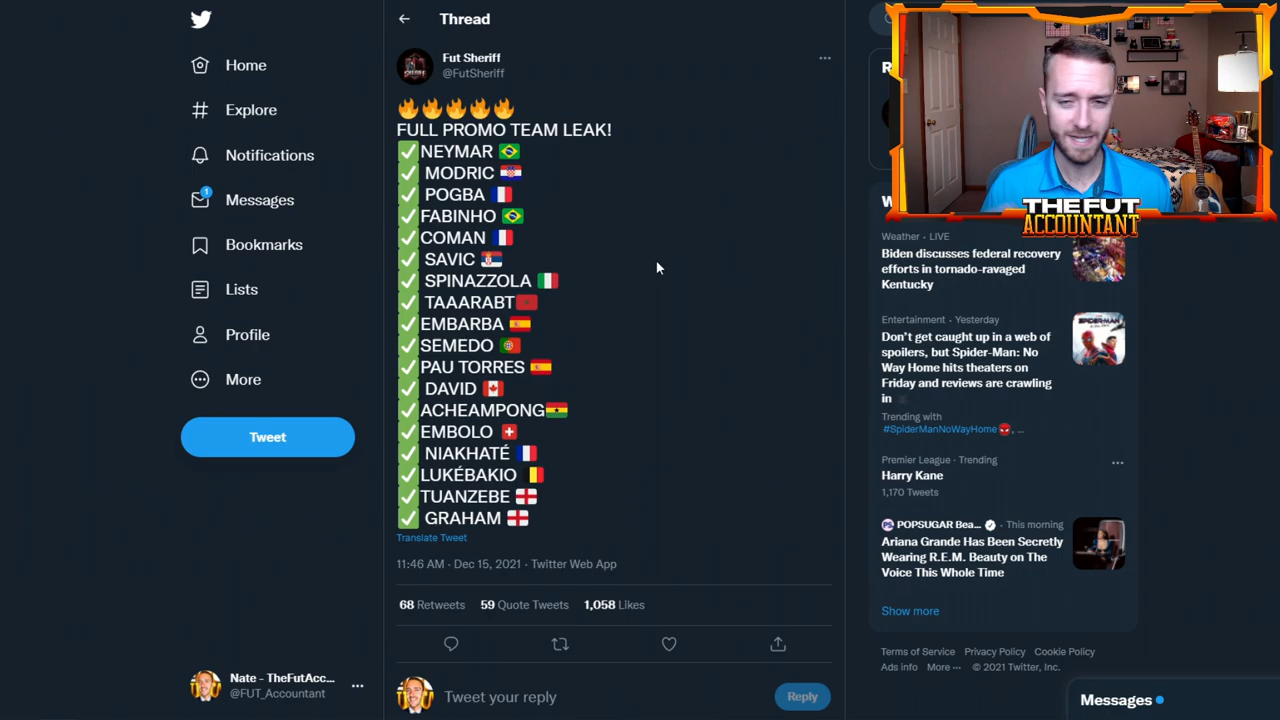 Home
Explore
Notifications
1
Messages
Bookmarks
Lists
Profile
More
Tweet
Nate - TheFutAcc...
@FUT_Accountant
Thread
Fut Sheriff
@FutSheriff
🔥🔥🔥🔥🔥
FULL PROMO TEAM LEAK!
✅NEYMAR 🇧🇷
✅ MODRIC 🇭🇷
✅ POGBA 🇫🇷
✅FABINHO 🇧🇷
✅COMAN 🇫🇷
✅ SAVIC 🇷🇸
✅ SPINAZZOLA 🇮🇹
✅ TAAARABT🇲🇦
✅EMBARBA 🇪🇸
✅SEMEDO 🇵🇹
✅PAU TORRES 🇪🇸
✅ DAVID 🇨🇦
✅ACHEAMPONG🇬🇭
✅EMBOLO 🇨🇭
✅ NIAKHATÉ 🇫🇷
✅LUKÉBAKIO 🇧🇪
✅TUANZEBE 🏴󠁧󠁢󠁥󠁮󠁧󠁿
✅ GRAHAM 🏴󠁧󠁢󠁥󠁮󠁧󠁿
Translate Tweet
11:46 AM · Dec 15, 2021 · Twitter Web App
68 Retweets 59 Quote Tweets 1,058 Likes
Tweet your reply
Reply
THE FUT
ACCOUNTANT
Weather · LIVE
Biden discusses federal recovery
efforts in tornado-ravaged
Kentucky
Entertainment · Yesterday
Don't get caught up in a web of
spoilers, but Spider-Man: No
Way Home hits theaters on
Friday and reviews are crawling
in
Trending with
#SpiderManNoWayHome , ...
Premier League · Trending
Harry Kane
1,170 Tweets
POPSUGAR Bea... · This morning
Ariana Grande Has Been Secretly
Wearing R.E.M. Beauty on The
Voice This Whole Time
Show more
Terms of Service Privacy Policy Cookie Policy
Ads info More ··· © 2021 Twitter, Inc.
Messages